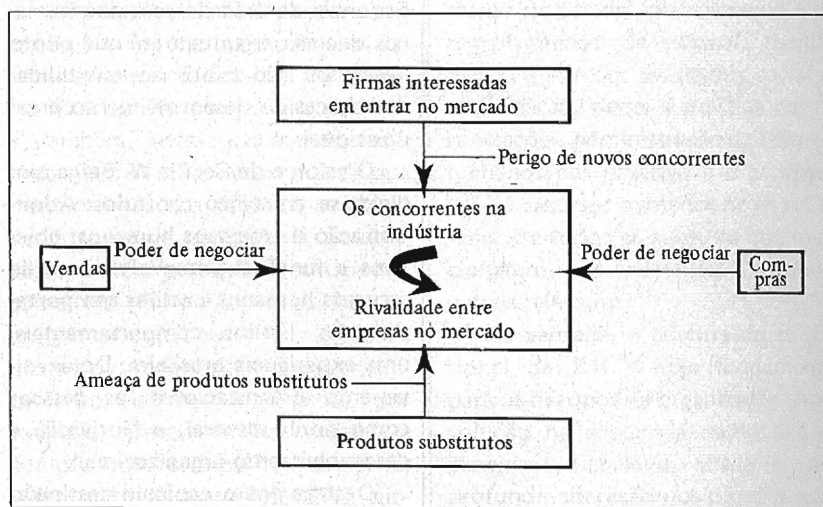 Firmas interessadas
em entrar no mercado
Perigo de novos concorrentes
Os concorrentes na
indústria
Poder de negociar
Vendas
Poder de negociar
Com-
pras
Rivalidade entre
empresas no mercado
Ameaça de produtos substitutos
Produtos substitutos